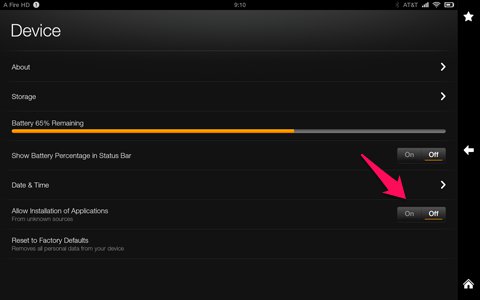 A Fire HD 1 9:10 AT&T
Device
About
Storage
Battery 65% Remaining
Show Battery Percentage in Status Bar On Off
Date & Time
Allow Installation of Applications On Off
From unknown sources
Reset to Factory Defaults
Removes all personal data from your device